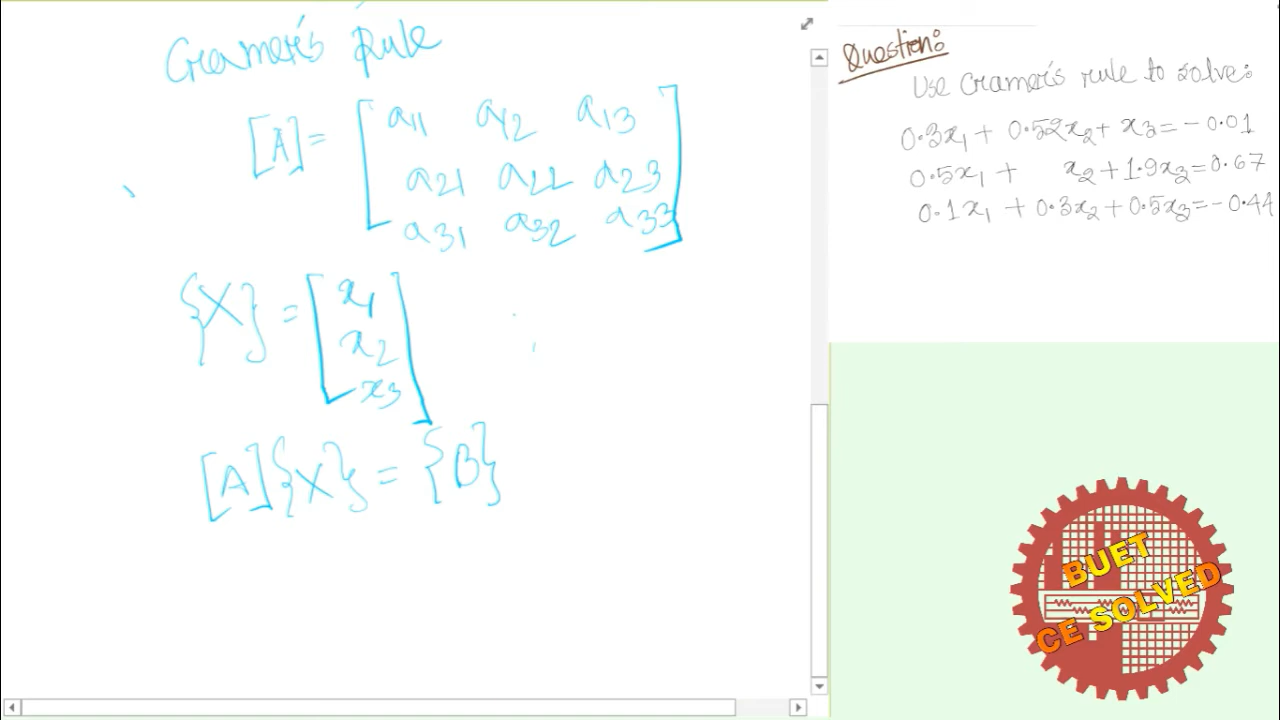 Cramer's Rule
[A] = [a11 a12 a13
a21 a22 a23
a31 a32 a33]
{X} = [x1
x2
x3]
[A]{X} = {B}
Question:
Use Cramer's rule to solve:
0.3x1 + 0.52x2 + x3 = -0.01
0.5x1 + x2 + 1.9x3 = 0.67
0.1x1 + 0.3x2 + 0.5x3 = -0.44
BUET
CE SOLVED